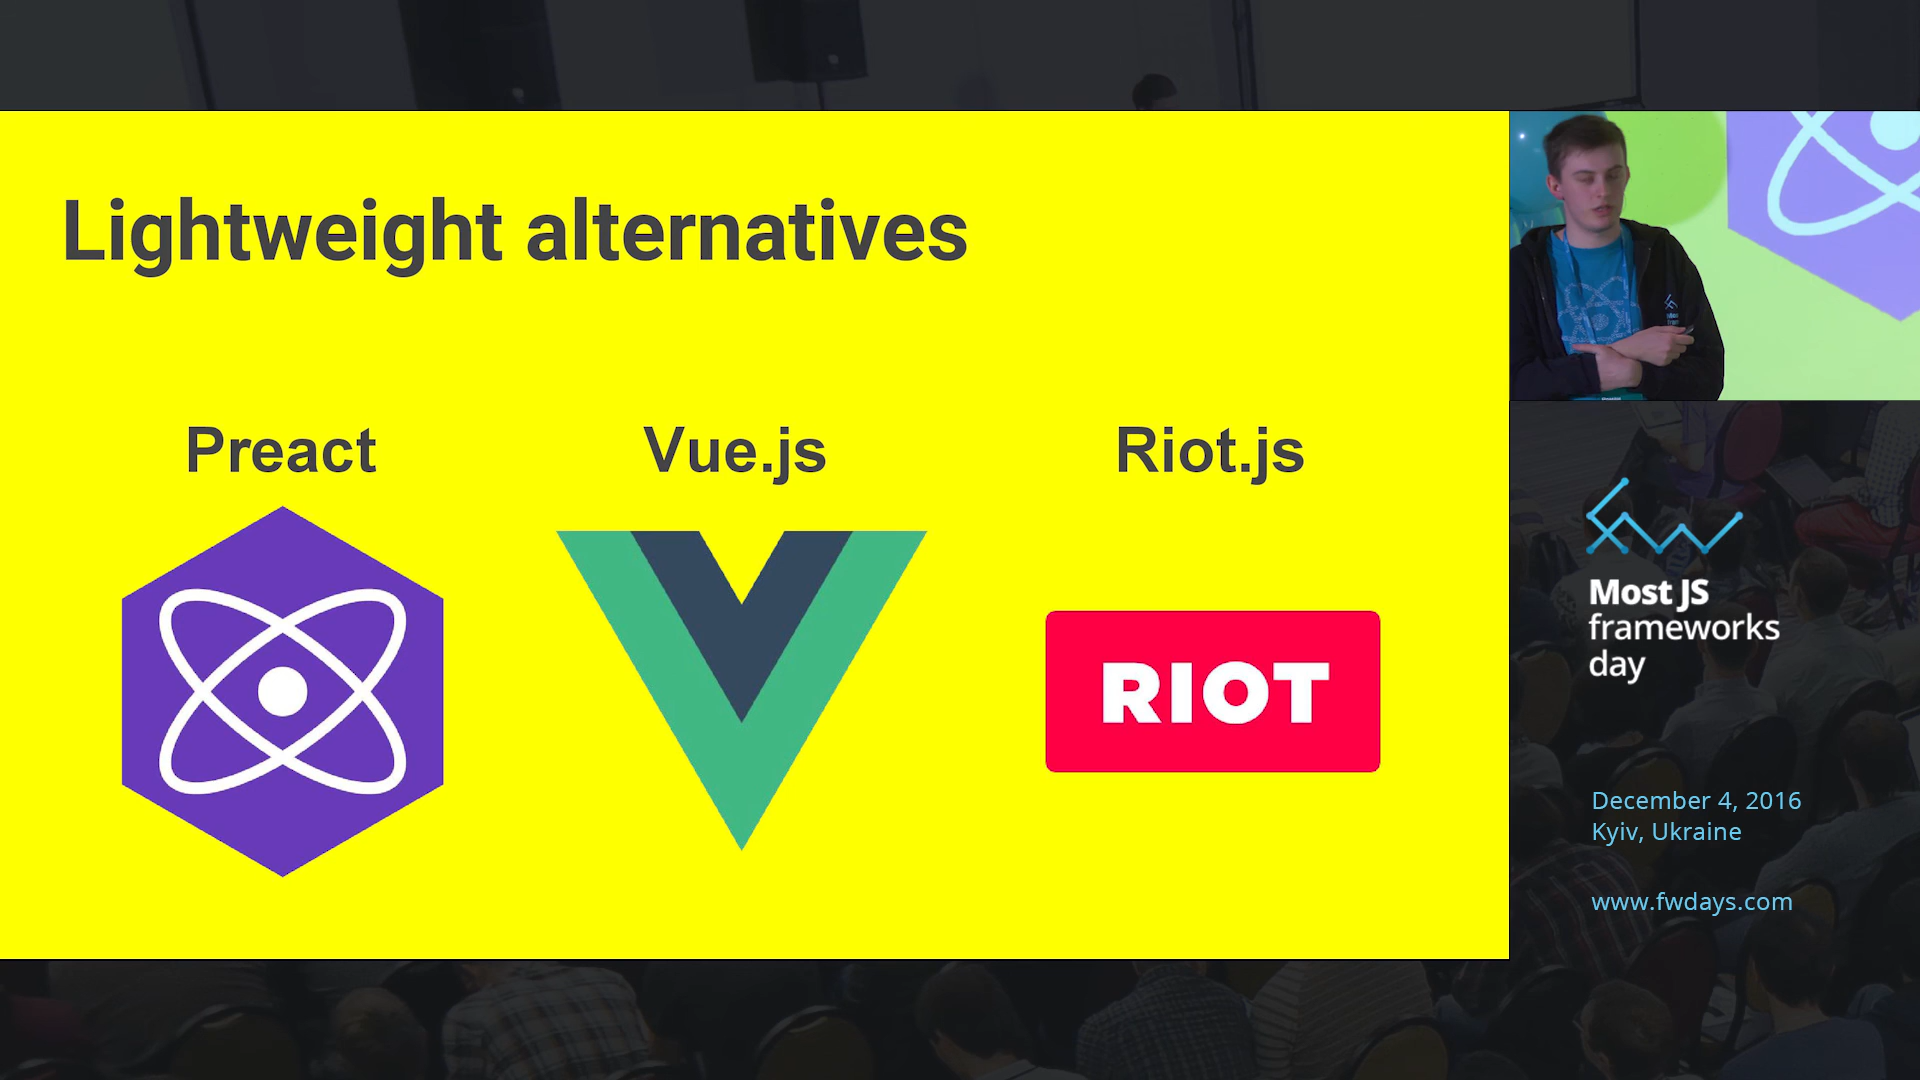 Lightweight alternatives
Preact
Vue.js
Riot.js
RIOT
Most JS
frameworks
day
December 4, 2016
Kyiv, Ukraine
www.fwdays.com